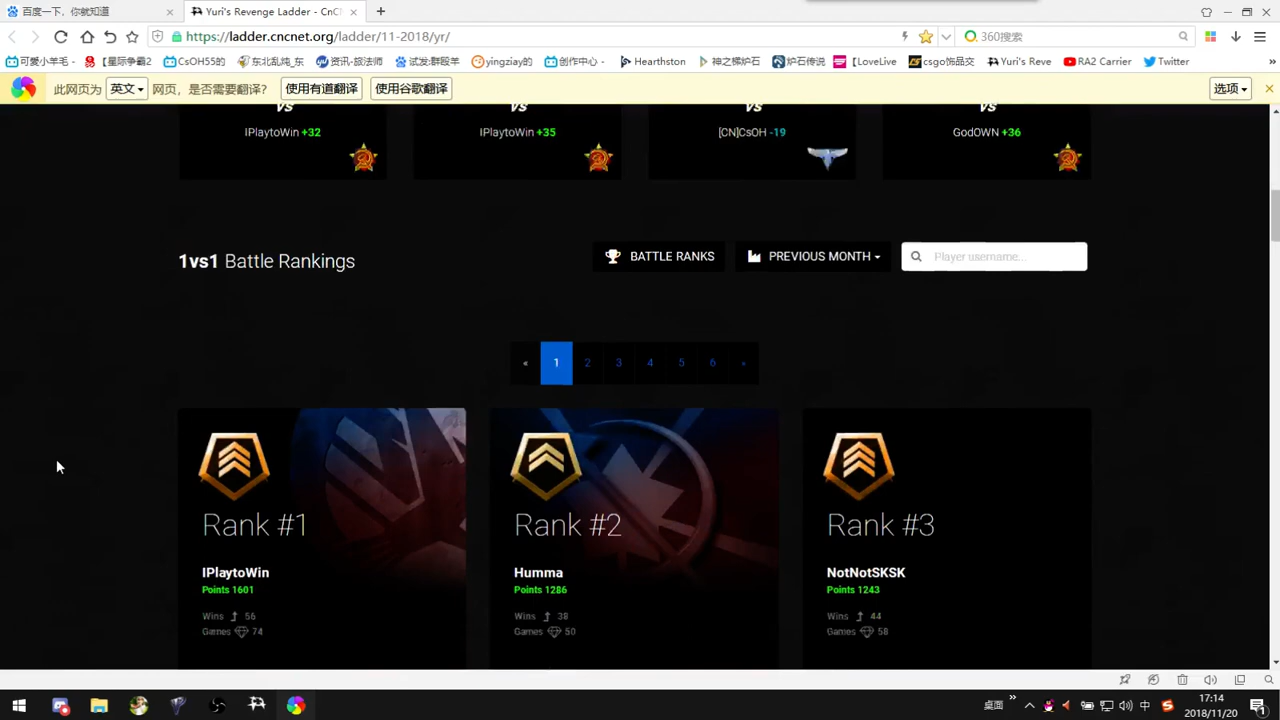 百度一下，你就知道
Yuri's Revenge Ladder - CnC
https://ladder.cncnet.org/ladder/11-2018/yr/
360搜索
可爱小羊毛 -
【星际争霸2
CsOH55的
东北乱炖_东
资讯-旅法师
试发:群殴羊
yingziay的
创作中心 -
Hearthston
神之佛炉石
炉石传说
【LoveLive
csgo饰品交
Yuri's Reve
RA2 Carrier
Twitter
»
此网页为 英文 网页，是否需要翻译? 使用有道翻译 使用谷歌翻译 选项
vs vs vs vs
IPlaytoWin +32
IPlaytoWin +35
[CN]CsOH -19
GodOWN +36
1vs1 Battle Rankings
BATTLE RANKS
PREVIOUS MONTH
Player username...
« 1 2 3 4 5 6 »
Rank #1
IPlaytoWin
Points 1601
Wins 56
Games 74
Rank #2
Humma
Points 1286
Wins 38
Games 50
Rank #3
NotNotSKSK
Points 1243
Wins 44
Games 58
桌面 »
中
17:14
2018/11/20
1